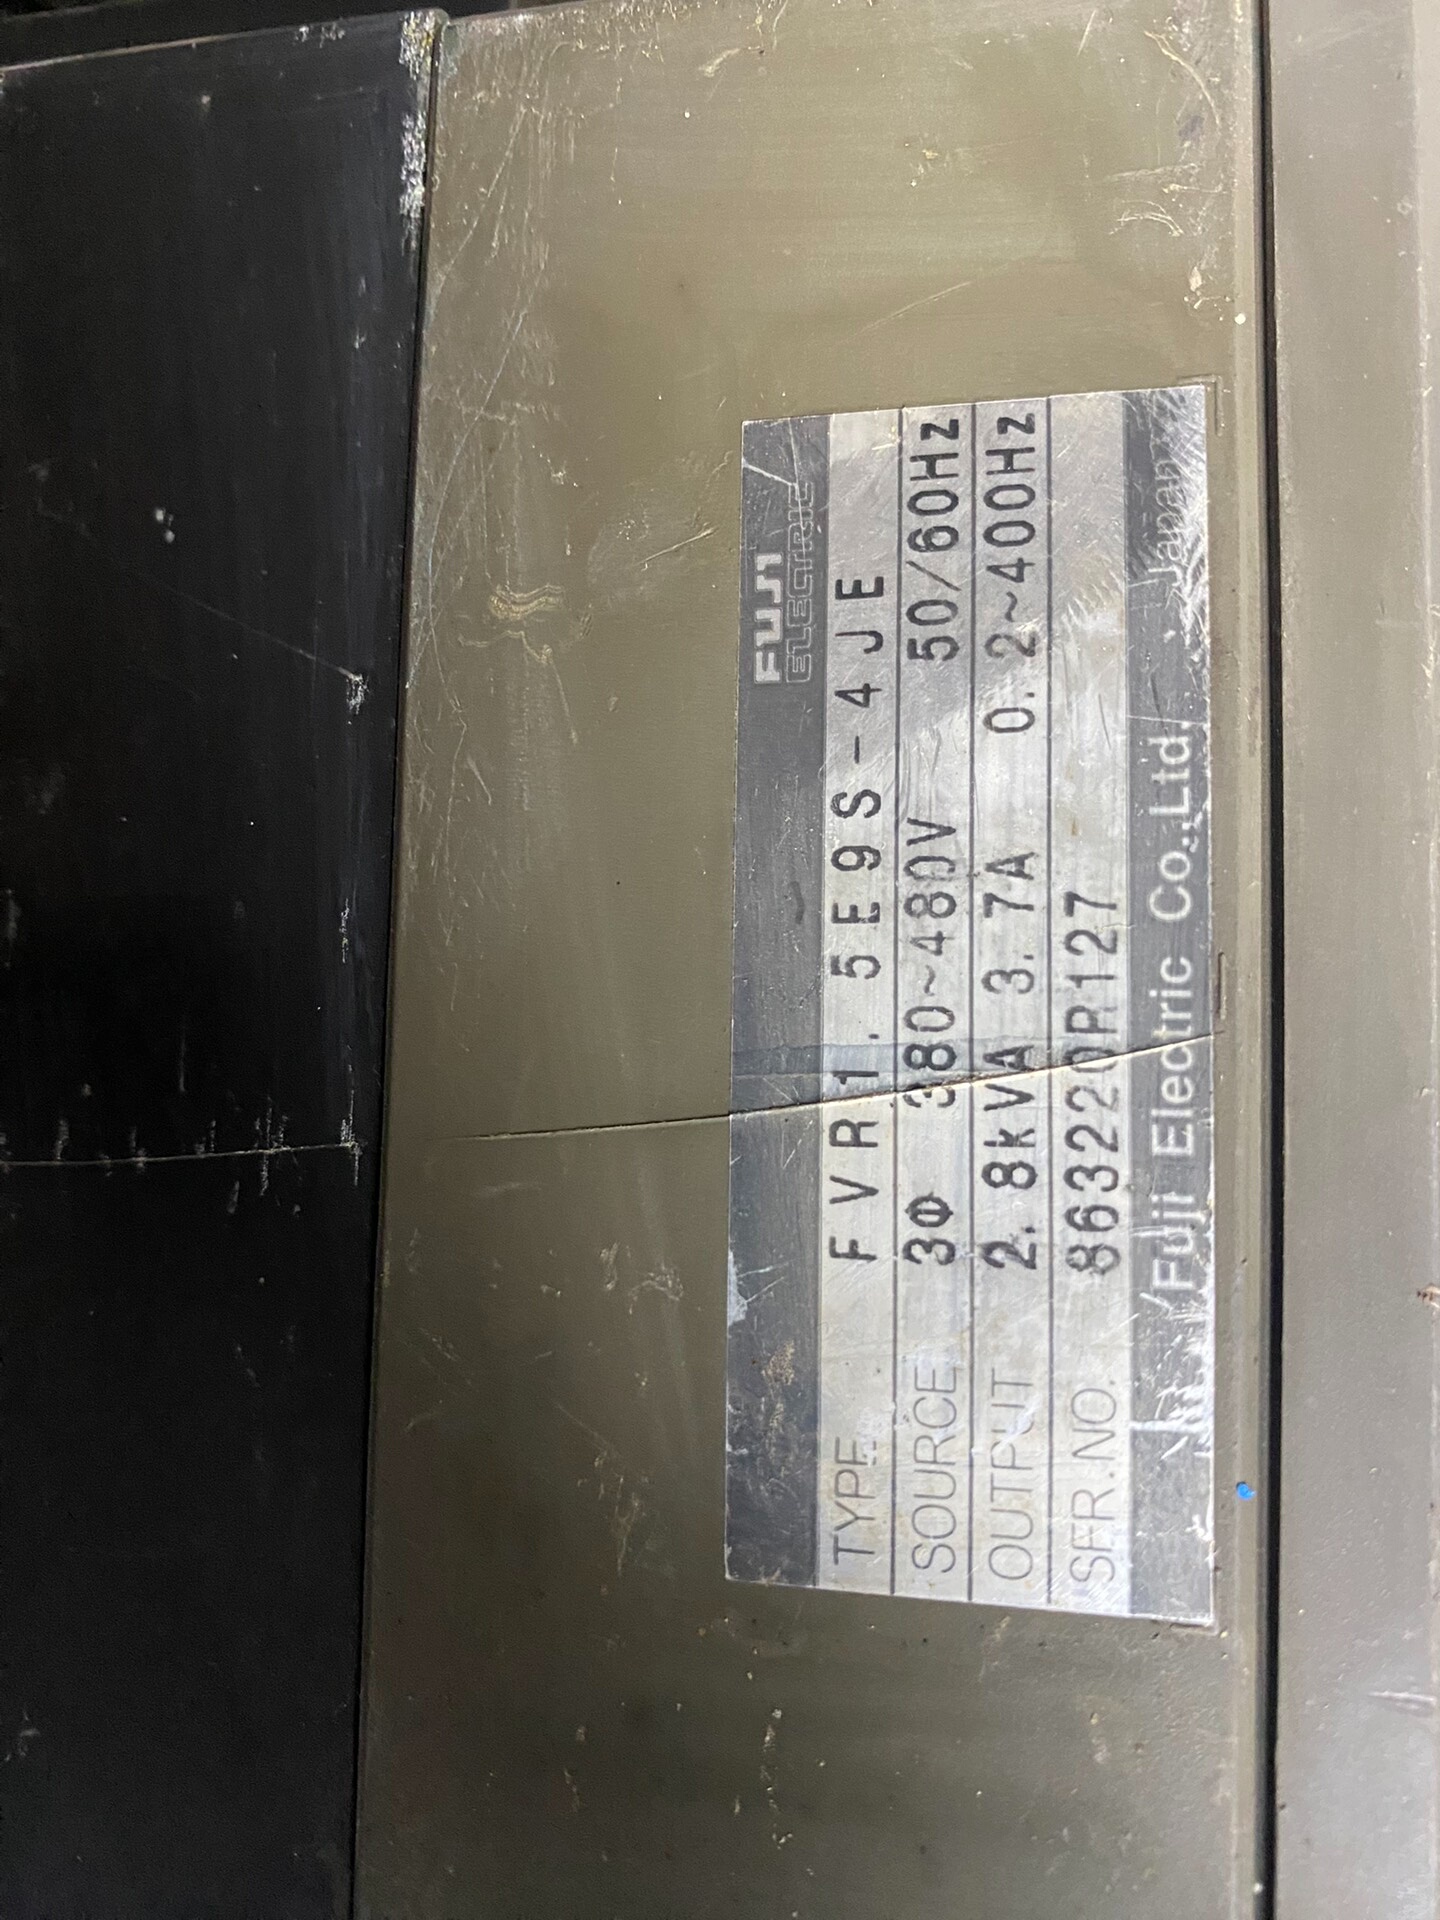 FUJI
ELECTRIC
TYPE FVR1.5E9S-4JE
SOURCE 3Φ 380~480V 50/60Hz
OUTPUT 2.8kVA 3.7A 0.2~400Hz
SER.NO. 863220R127
Fuji Electric Co.,Ltd. Japan